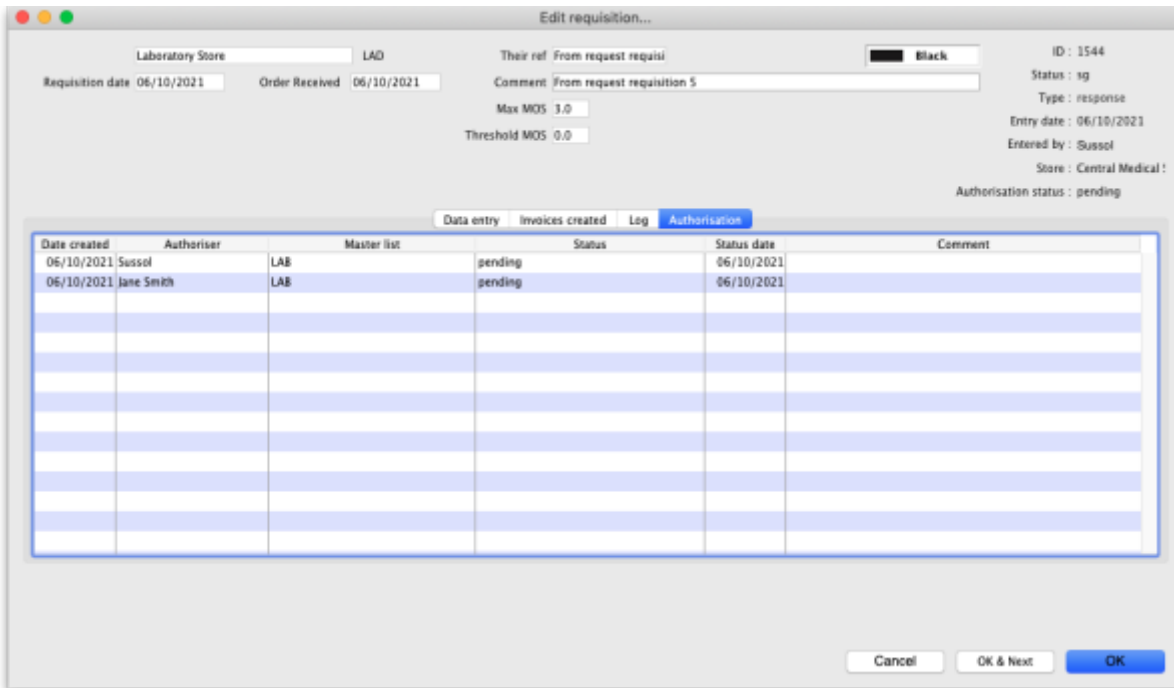 Edit requisition...
Laboratory Store LAD Their ref From request requisi Black ID : 1544
Requisition date 06/10/2021 Order Received 06/10/2021 Comment From request requisition 5 Status : sg
Max MOS 3.0 Type : response
Threshold MOS 0.0 Entry date : 06/10/2021
Entered by : Sussol
Store : Central Medical
Authorisation status : pending
Data entry Invoices created Log Authorisation
Date created Authoriser Master list Status Status date Comment
06/10/2021 Sussol LAB pending 06/10/2021
06/10/2021 Jane Smith LAB pending 06/10/2021
Cancel OK & Next OK